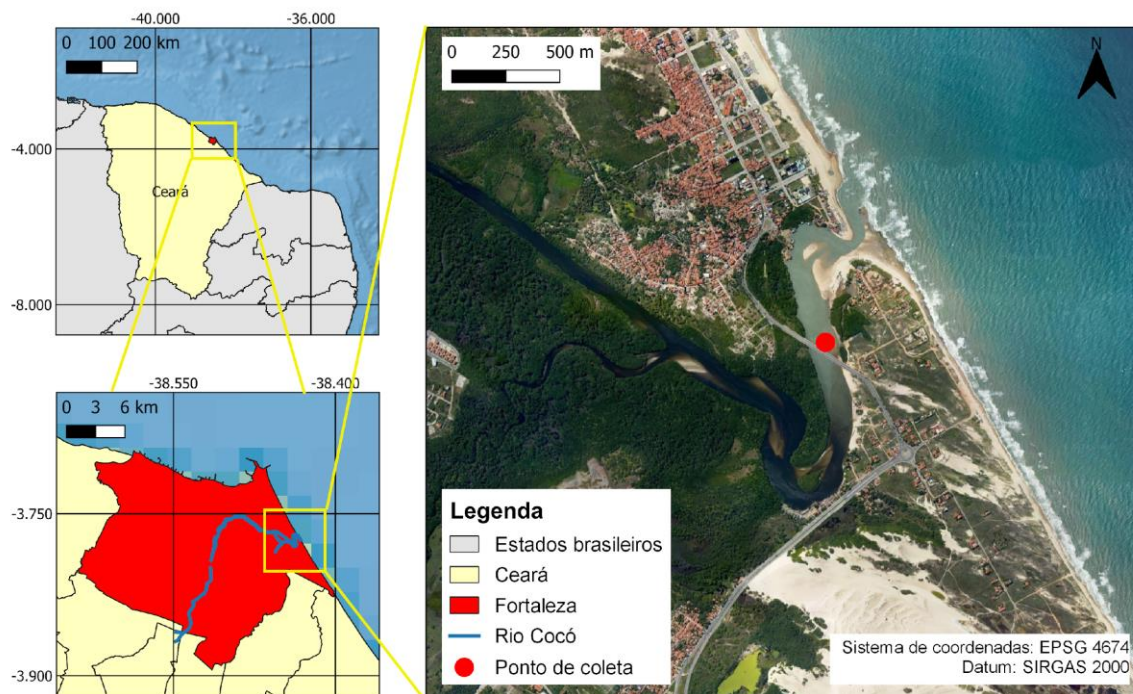 -40.000 -36.000
0 100 200 km
-4.000
Ceará
-8.000
-38.550 -38.400
0 3 6 km
-3.750
-3.900
0 250 500 m
N
Legenda
Estados brasileiros
Ceará
Fortaleza
Rio Cocó
Ponto de coleta
Sistema de coordenadas: EPSG 4674
Datum: SIRGAS 2000